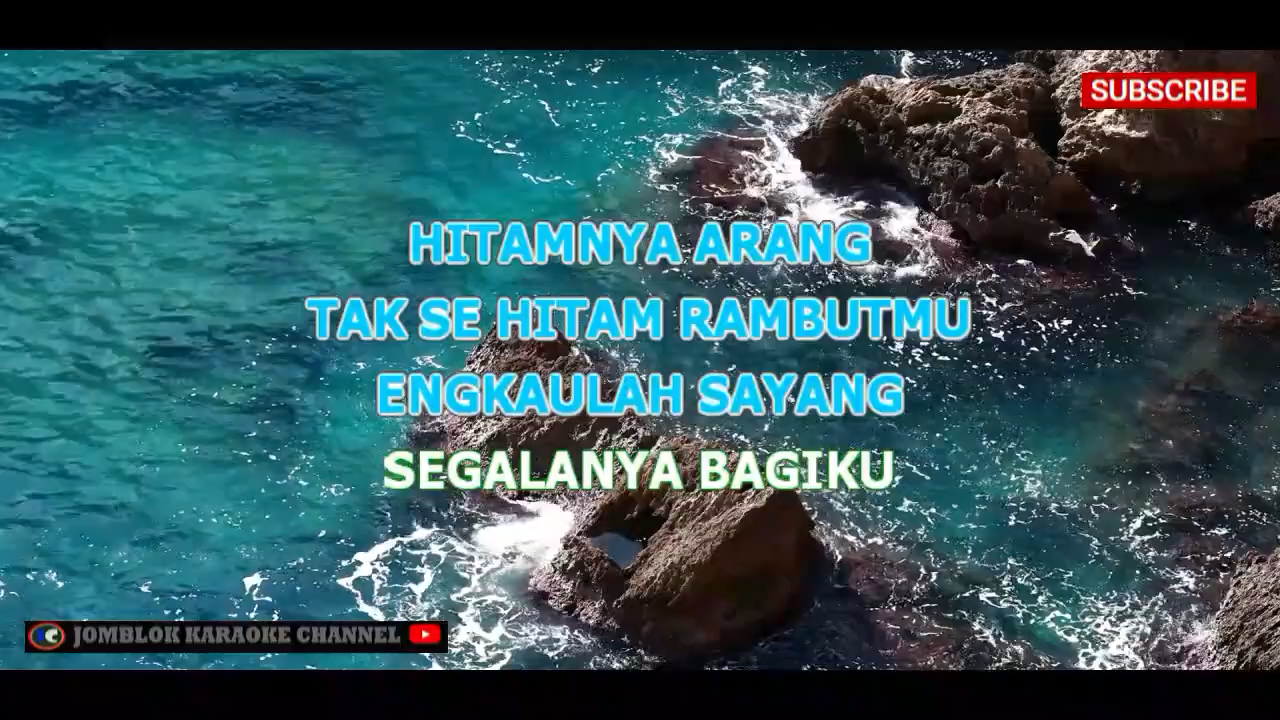 SUBSCRIBE
HITAMNYA ARANG
TAK SE HITAM RAMBUTMU
ENGKAULAH SAYANG
SEGALANYA BAGIKU
JOMBLOK KARAOKE CHANNEL